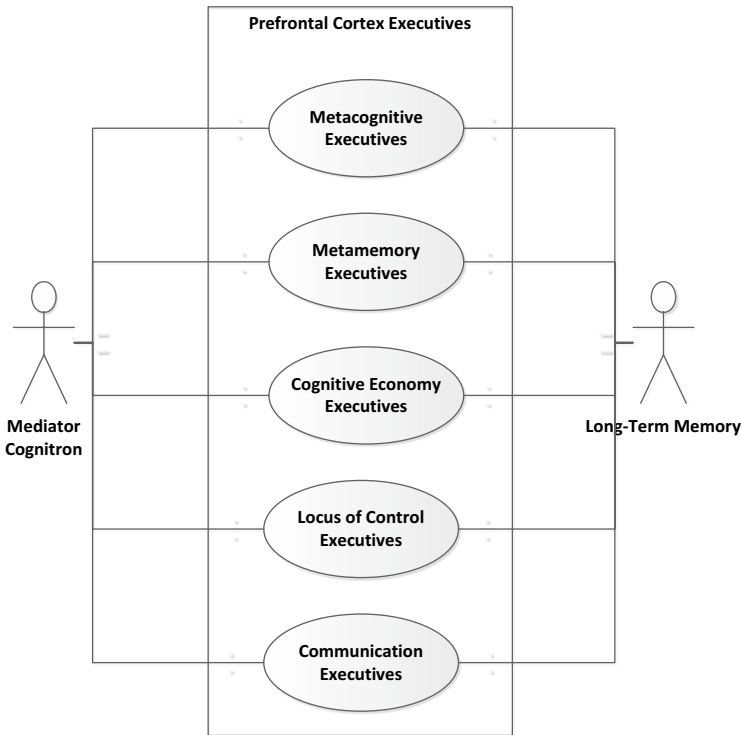 Prefrontal Cortex Executives
Metacognitive
Executives
Metamemory
Executives
Cognitive Economy
Executives
Mediator
Cognitron
Long-Term Memory
Locus of Control
Executives
Communication
Executives